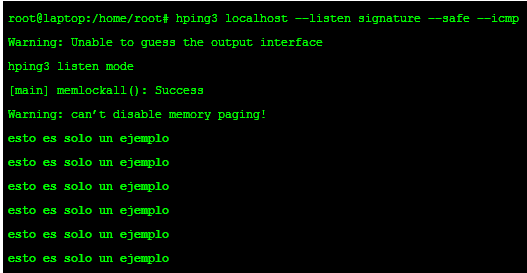 root@laptop:/home/root# hping3 localhost --listen signature --safe --icmp
Warning: Unable to guess the output interface
hping3 listen mode
[main] memlockall(): Success
Warning: can't disable memory paging!
esto es solo un ejemplo
esto es solo un ejemplo
esto es solo un ejemplo
esto es solo un ejemplo
esto es solo un ejemplo
esto es solo un ejemplo